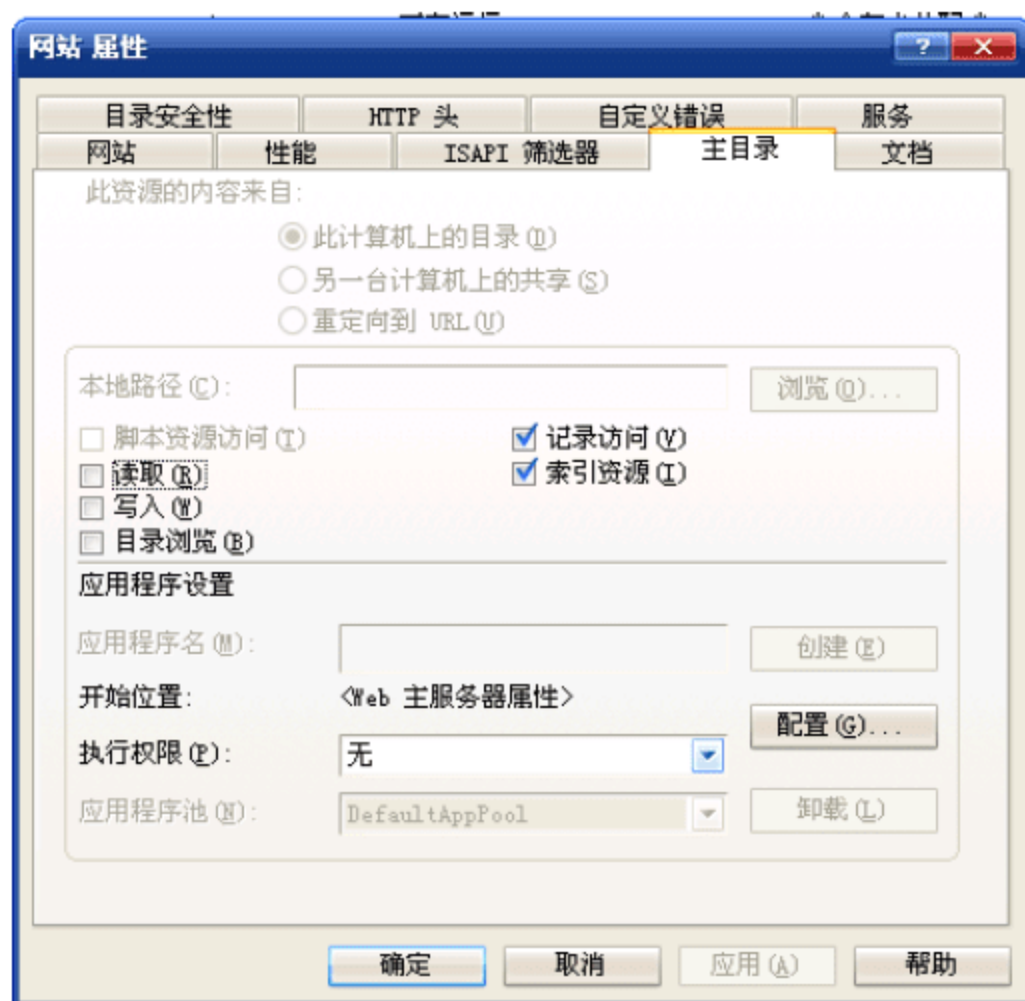 网站 属性
目录安全性 HTTP 头 自定义错误 服务
网站 性能 ISAPI 筛选器 主目录 文档
此资源的内容来自:
此计算机上的目录(D)
另一台计算机上的共享(S)
重定向到 URL(U)
本地路径(C): 浏览(O)...
脚本资源访问(T) 记录访问(V)
读取(R) 索引资源(I)
写入(W)
目录浏览(B)
应用程序设置
应用程序名(M): 创建(E)
开始位置: <Web 主服务器属性>
配置(G)...
执行权限(P): 无
应用程序池(N): DefaultAppPool 卸载(L)
确定 取消 应用(A) 帮助